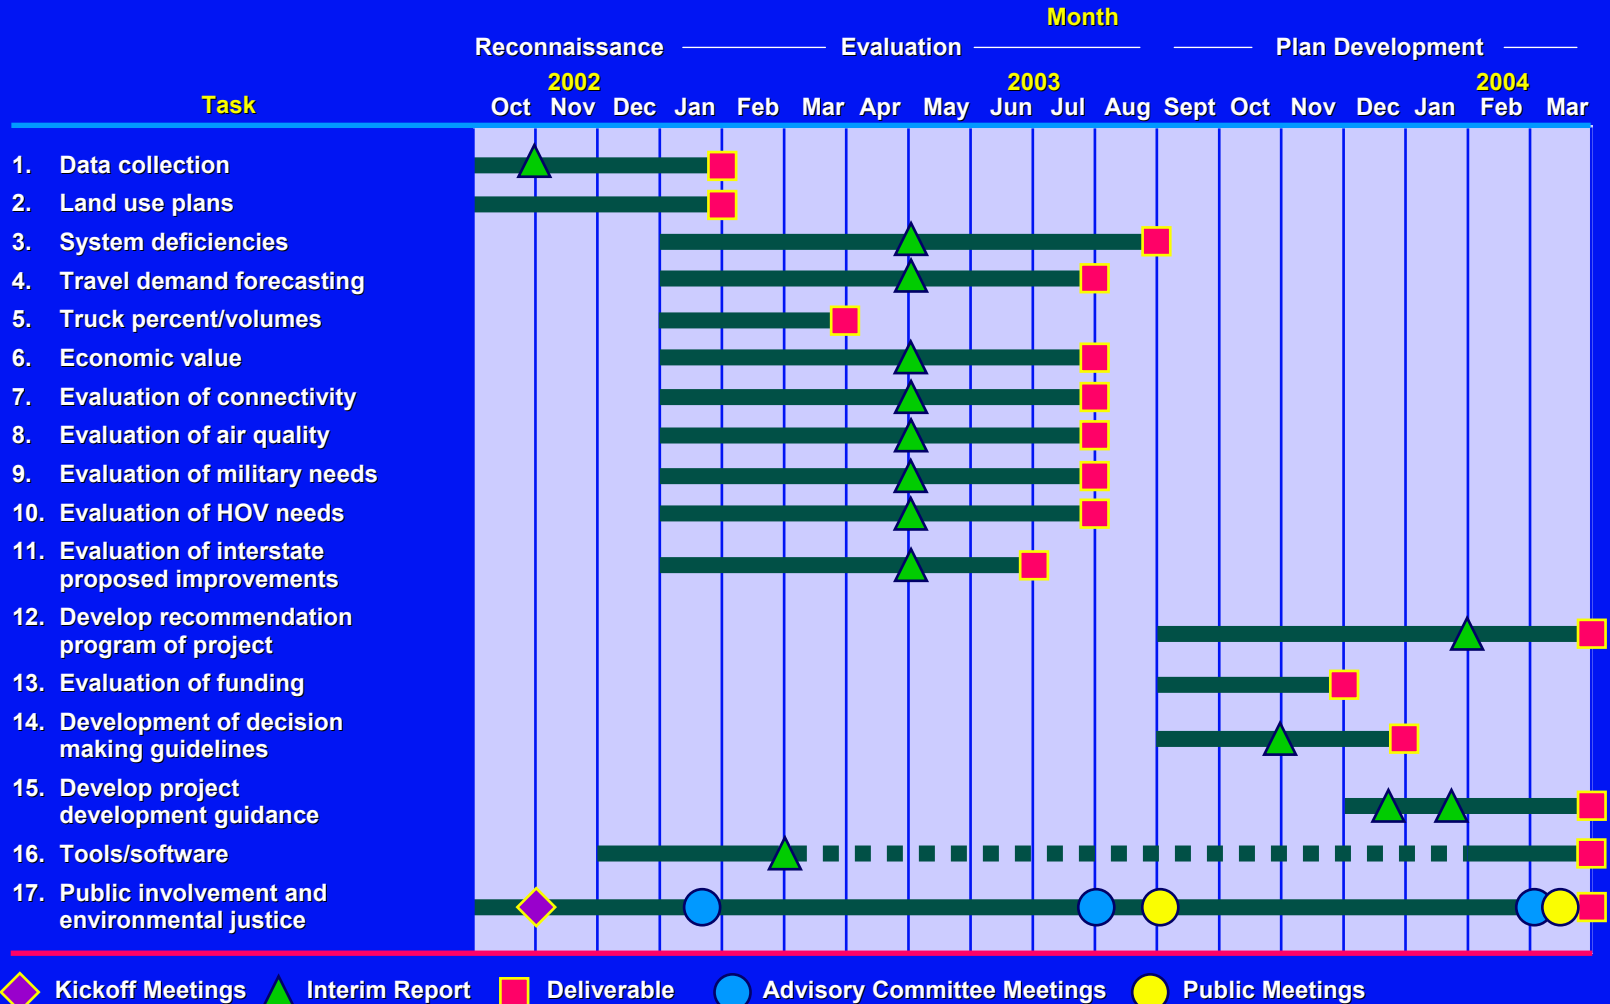 Month
Reconnaissance Evaluation Plan Development
2002 2003 2004
Task Oct Nov Dec Jan Feb Mar Apr May Jun Jul Aug Sept Oct Nov Dec Jan Feb Mar
1. Data collection
2. Land use plans
3. System deficiencies
4. Travel demand forecasting
5. Truck percent/volumes
6. Economic value
7. Evaluation of connectivity
8. Evaluation of air quality
9. Evaluation of military needs
10. Evaluation of HOV needs
11. Evaluation of interstate
proposed improvements
12. Develop recommendation
program of project
13. Evaluation of funding
14. Development of decision
making guidelines
15. Develop project
development guidance
16. Tools/software
17. Public involvement and
environmental justice
Kickoff Meetings Interim Report Deliverable Advisory Committee Meetings Public Meetings